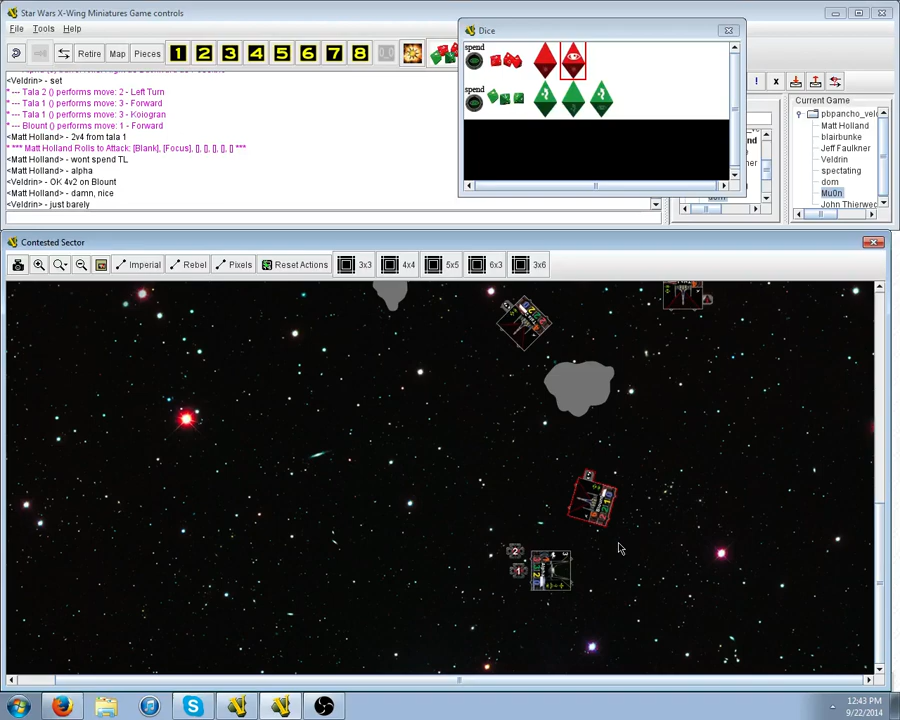 Star Wars X-Wing Miniatures Game controls
File Tools Help
Retire Map Pieces 1 2 3 4 5 6 7 8 0.0
<Veldrin> - set
* --- Tala 2 () performs move: 2 - Left Turn
* --- Tala 1 () performs move: 3 - Forward
* --- Tala 1 () performs move: 3 - Koiogran
* --- Blount () performs move: 1 - Forward
<Matt Holland> - 2v4 from tala 1
* *** Matt Holland Rolls to Attack: [Blank], [Focus], [], [], [], [], [] ***
<Matt Holland> - wont spend TL
<Matt Holland> - alpha
<Veldrin> - OK 4v2 on Blount
<Matt Holland> - damn, nice
<Veldrin> - just barely
Dice
spend
spend
! x
Current Game
Matt Holland
blairbunke
Jeff Faulkner
Veldrin
spectating
dom
Mu0n
John Thierwec
Contested Sector
Imperial Rebel Pixels Reset Actions 3x3 4x4 5x5 6x3 3x6
Blount
2
1
12:43 PM
9/22/2014